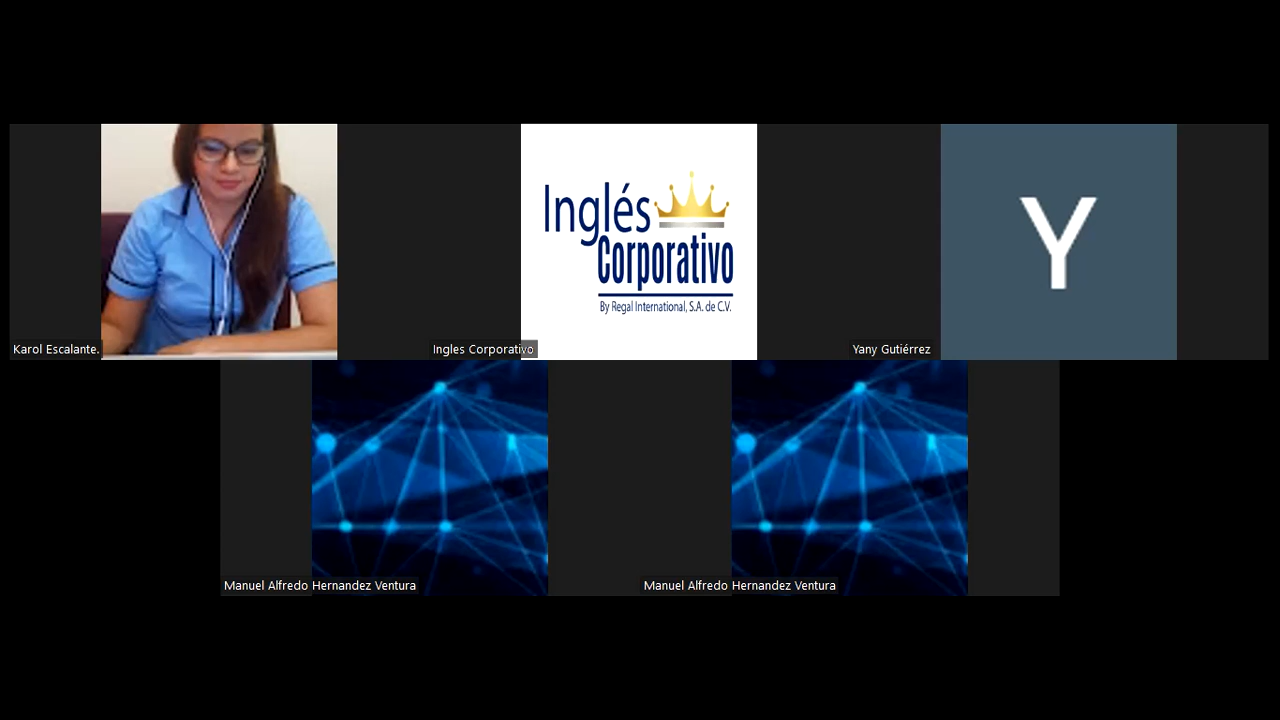 Inglés
Corporativo
By Regal International, S.A. de C.V.
Y
Karol Escalante.
Ingles Corporativo
Yany Gutiérrez
Manuel Alfredo Hernandez Ventura
Manuel Alfredo Hernandez Ventura